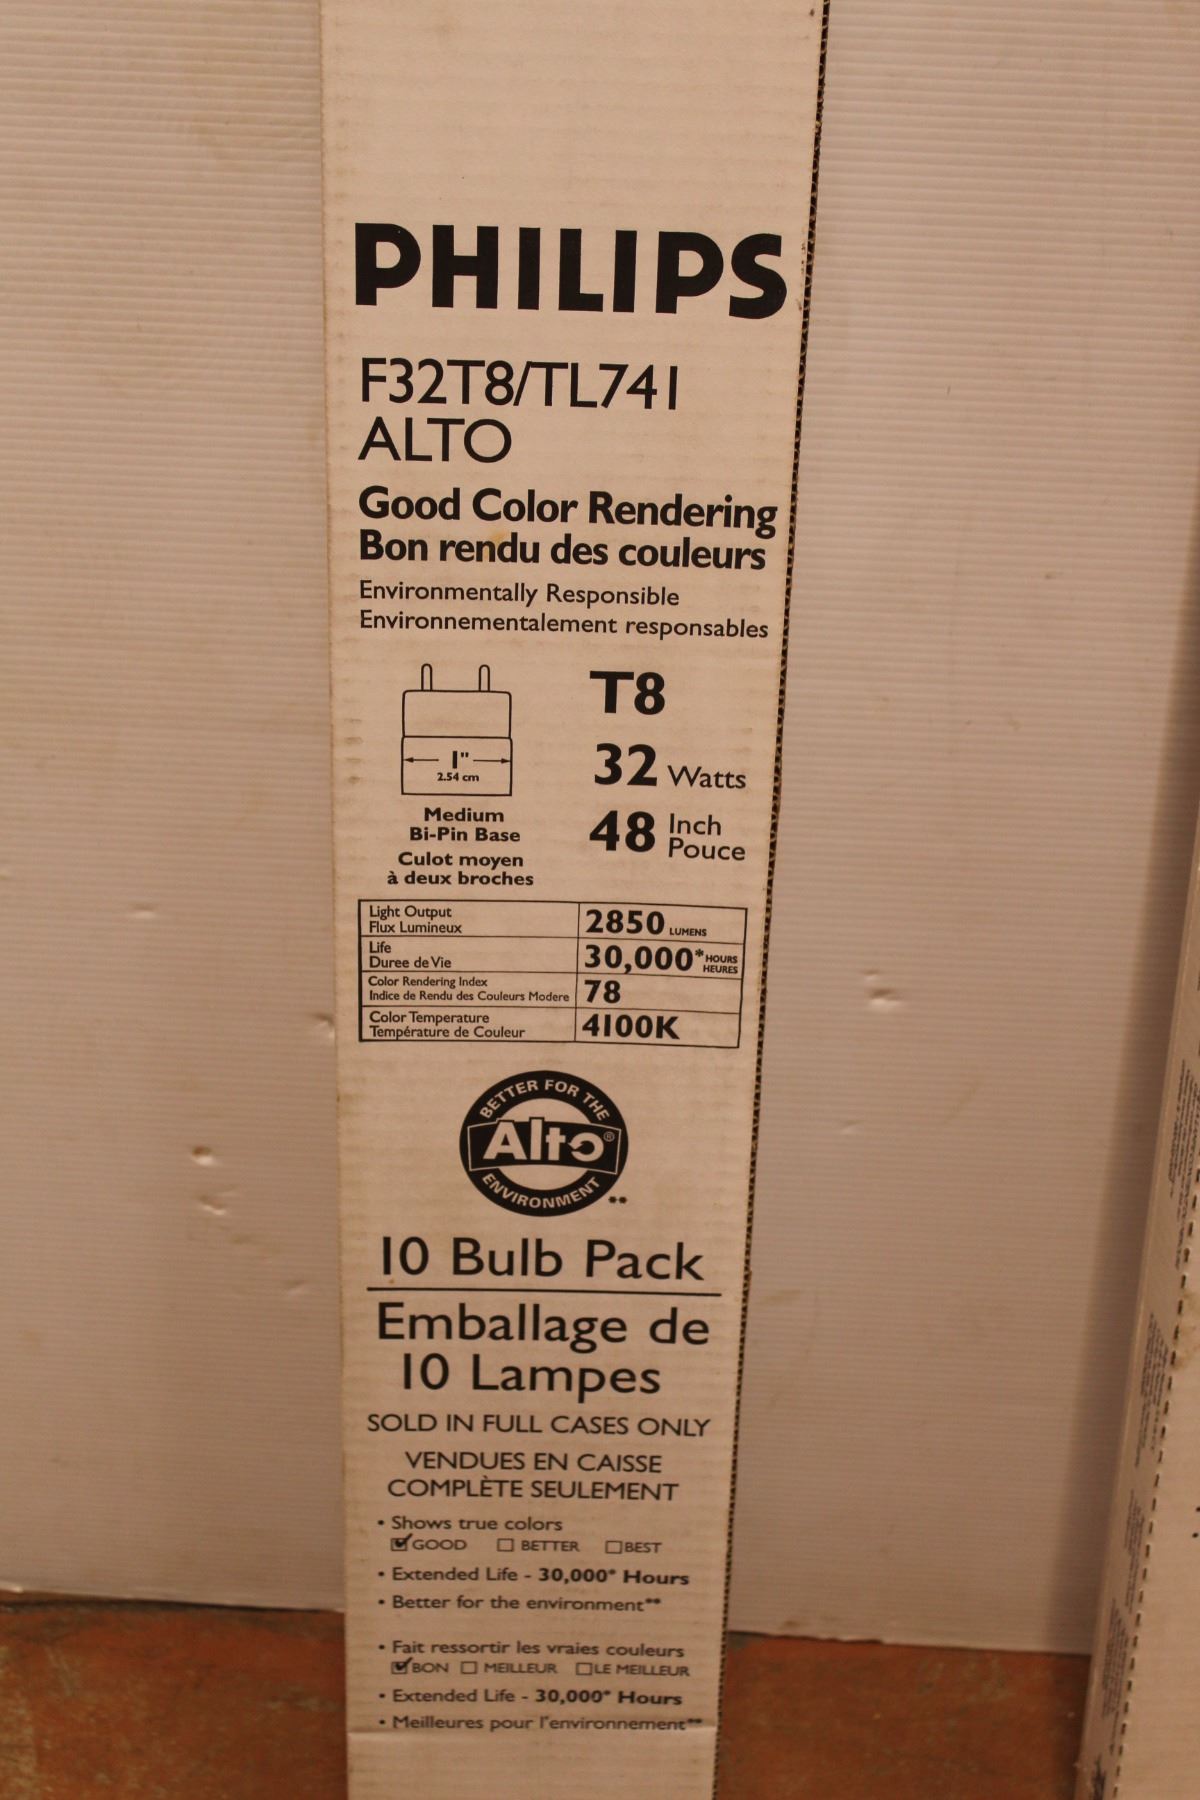 PHILIPS
F32T8/TL741
ALTO
Good Color Rendering
Bon rendu des couleurs
Environmentally Responsible
Environnementalement responsables
1"
2.54 cm
Medium
Bi-Pin Base
Culot moyen
à deux broches
T8
32 Watts
48 Inch
Pouce
Light Output
Flux Lumineux
2850 LUMENS
Life
Duree de Vie
30,000* HOURS
HEURES
Color Rendering Index
Indice de Rendu des Couleurs Modere
78
Color Temperature
Température de Couleur
4100K
BETTER FOR THE
Alto®
ENVIRONMENT
**
10 Bulb Pack
Emballage de
10 Lampes
SOLD IN FULL CASES ONLY
VENDUES EN CAISSE
COMPLÈTE SEULEMENT
• Shows true colors
☑ GOOD ☐ BETTER ☐ BEST
• Extended Life - 30,000* Hours
• Better for the environment**
• Fait ressortir les vraies couleurs
☑ BON ☐ MEILLEUR ☐ LE MEILLEUR
• Extended Life - 30,000* Hours
• Meilleures pour l'environnement**